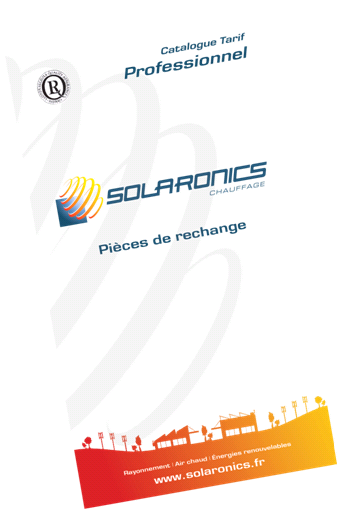 Catalogue Tarif
Professionnel
SOLARONICS
CHAUFFAGE
Pièces de rechange
Rayonnement | Air chaud | Énergies renouvelables
www.solaronics.fr